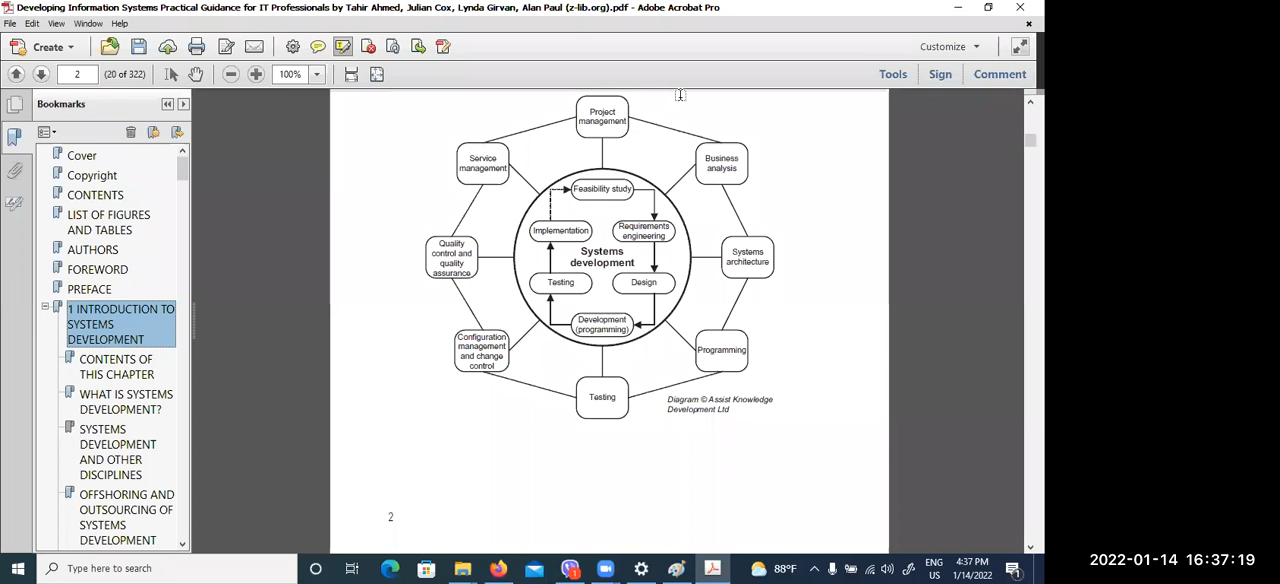 Developing Information Systems Practical Guidance for IT Professionals by Tahir Ahmed, Julian Cox, Lynda Girvan, Alan Paul (z-lib.org).pdf - Adobe Acrobat Pro
File Edit View Window Help
Create
Customize
2 (20 of 322)
100%
Tools Sign Comment
Bookmarks
Cover
Copyright
CONTENTS
LIST OF FIGURES
AND TABLES
AUTHORS
FOREWORD
PREFACE
1 INTRODUCTION TO
SYSTEMS
DEVELOPMENT
CONTENTS OF
THIS CHAPTER
WHAT IS SYSTEMS
DEVELOPMENT?
SYSTEMS
DEVELOPMENT
AND OTHER
DISCIPLINES
OFFSHORING AND
OUTSOURCING OF
SYSTEMS
DEVELOPMENT
Project
management
Service
management
Business
analysis
Feasibility study
Implementation
Requirements
engineering
Quality
control and
quality
assurance
Systems
development
Systems
architecture
Testing
Design
Development
(programming)
Configuration
management
and change
control
Programming
Testing
Diagram © Assist Knowledge
Development Ltd
2
Type here to search
88°F
ENG
US
4:37 PM
1/14/2022
1
1
2022-01-14 16:37:19